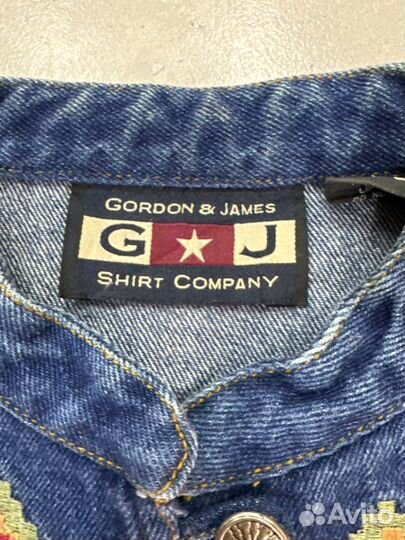 GORDON & JAMES
G ★ J
SHIRT COMPANY
Avito